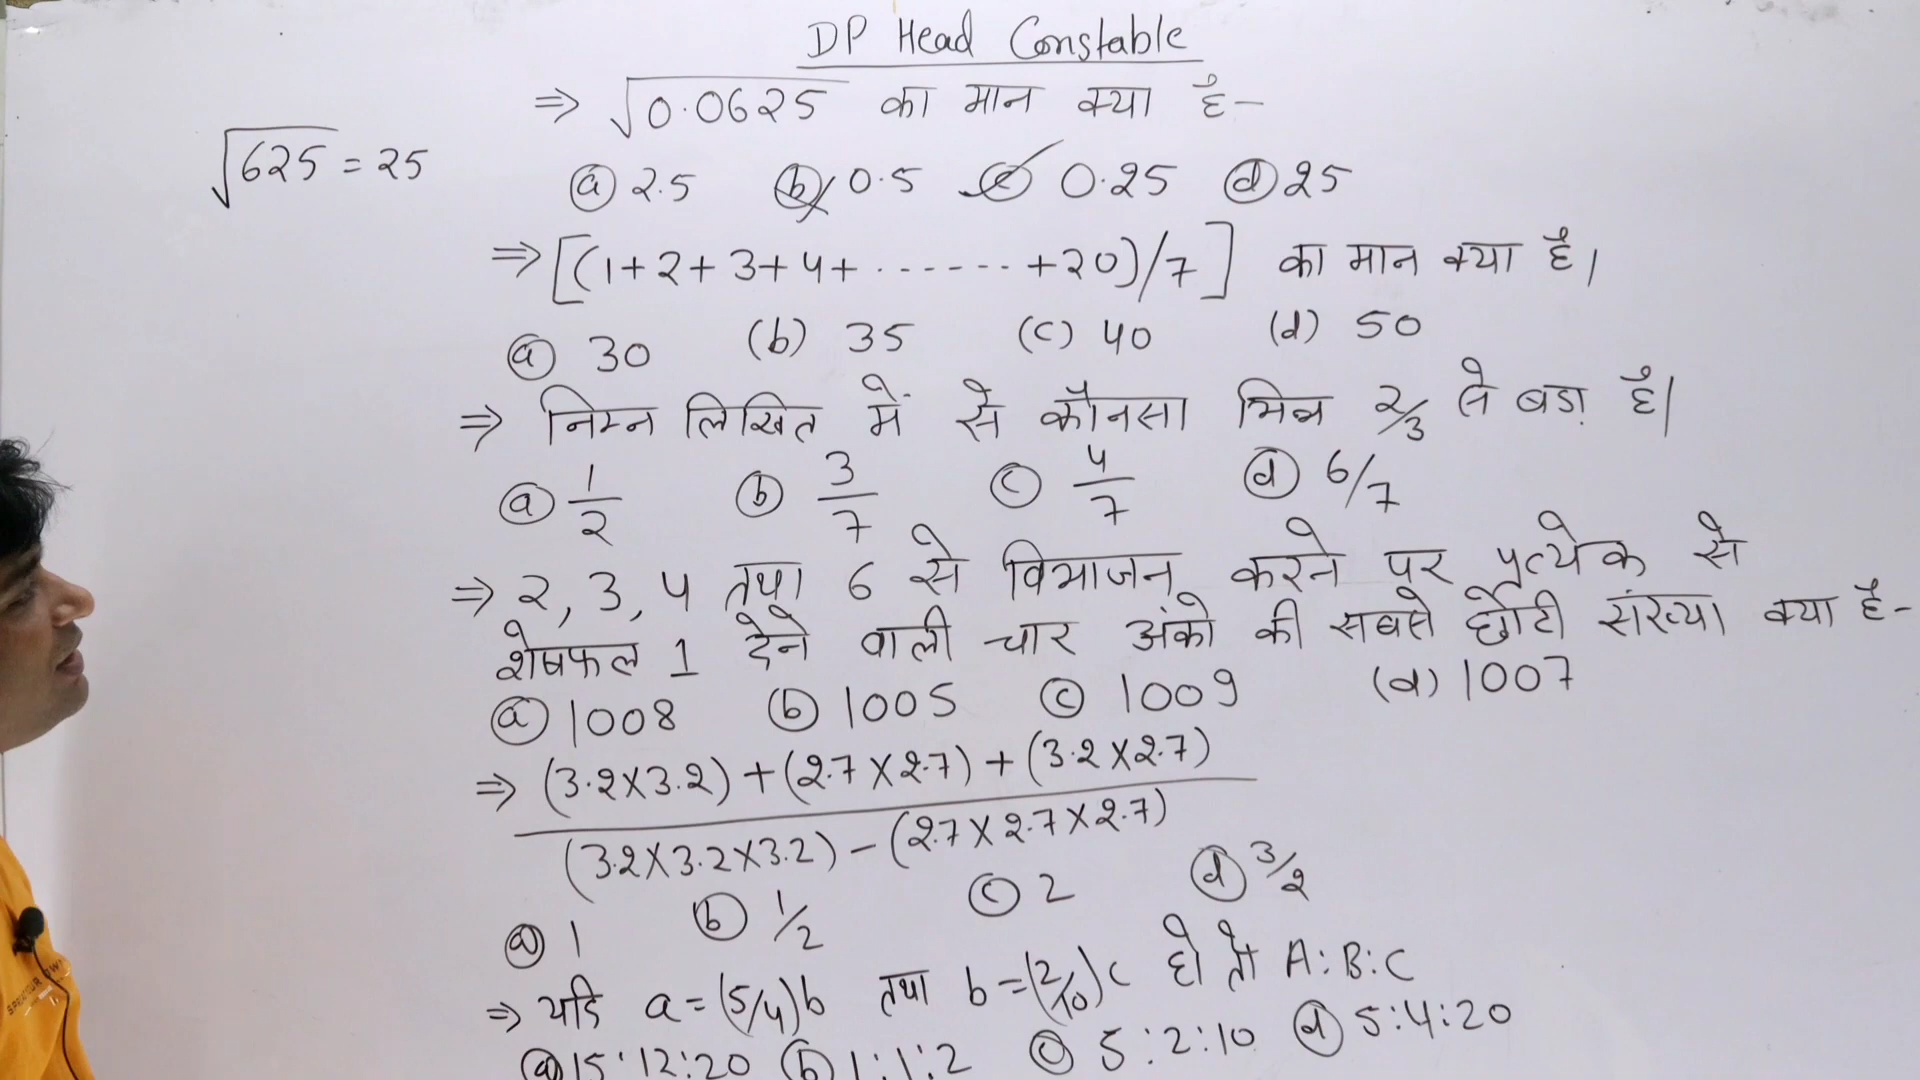 DP Head Constable
⇒ √0.0625 का मान क्या है-
√625 = 25
ⓐ 2.5 ⓑ 0.5 ⓒ 0.25 ⓓ 25
⇒ [(1+2+3+4+.......+20)/7] का मान क्या है।
ⓐ 30 (b) 35 (c) 40 (d) 50
⇒ निम्न लिखित में से कौनसा भिन्न 2/3 से बडा़ है।
ⓐ 1/2 ⓑ 3/7 ⓒ 4/7 ⓓ 6/7
⇒ 2, 3, 4 तथा 6 से विभाजन करने पर प्रत्येक से
शेषफल 1 देने वाली चार अंको की सबसे छोटी संख्या क्या है-
ⓐ 1008 ⓑ 1005 ⓒ 1009 (d) 1007
⇒ (3.2×3.2)+(2.7×2.7)+(3.2×2.7)
(3.2×3.2×3.2)-(2.7×2.7×2.7)
ⓐ 1 ⓑ 1/2 ⓒ 2 ⓓ 3/2
⇒ यदि a=(5/4)b तथा b=(2/10)c हो तो A:B:C
ⓐ 15:12:20 ⓑ 1:1:2 ⓒ 5:2:10 ⓓ 5:4:20